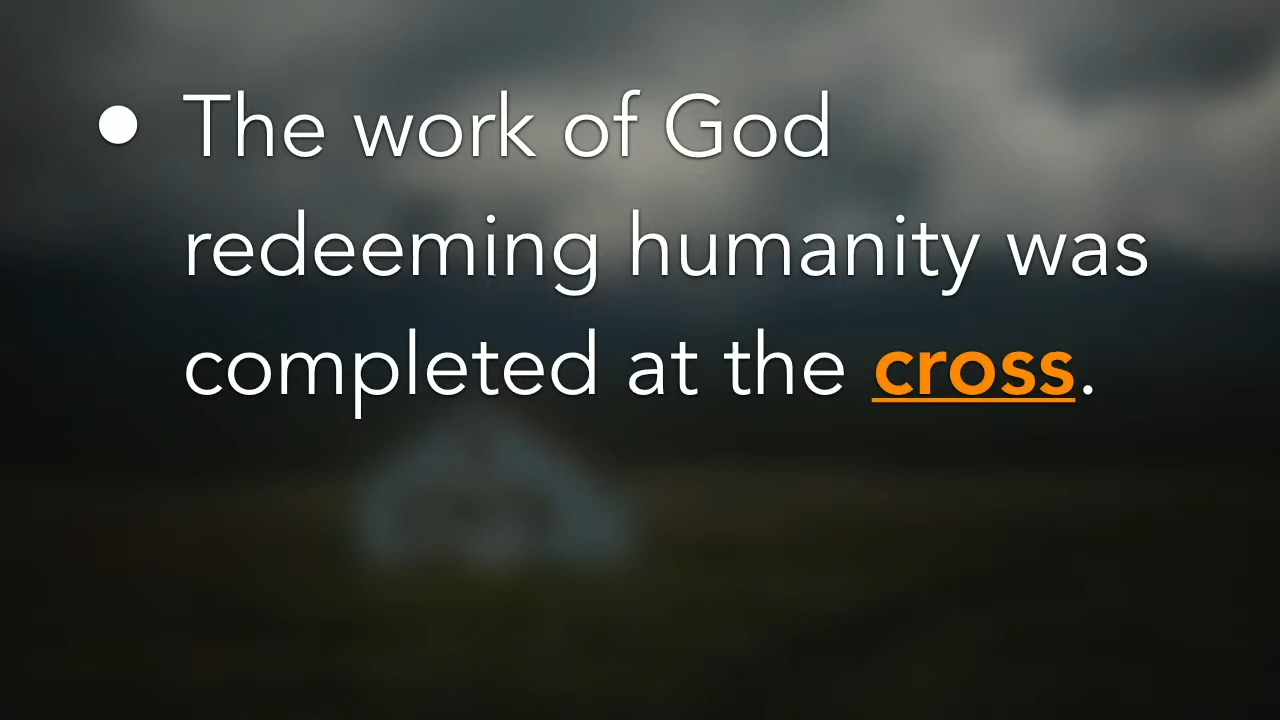 • The work of God
redeeming humanity was
completed at the cross.